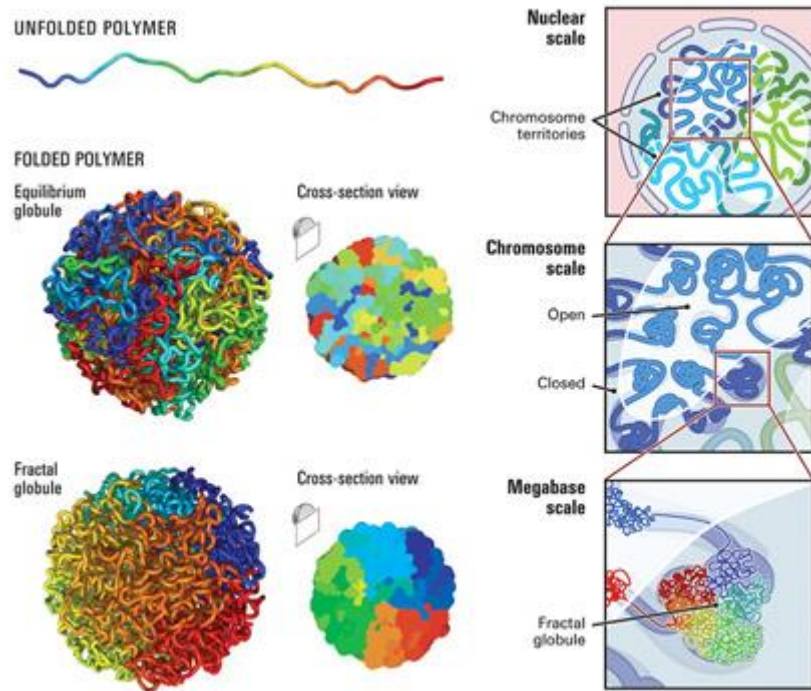 UNFOLDED POLYMER
FOLDED POLYMER
Equilibrium
globule
Cross-section view
Fractal
globule
Cross-section view
Nuclear
scale
Chromosome
territories
Chromosome
scale
Open
Closed
Megabase
scale
Fractal
globule